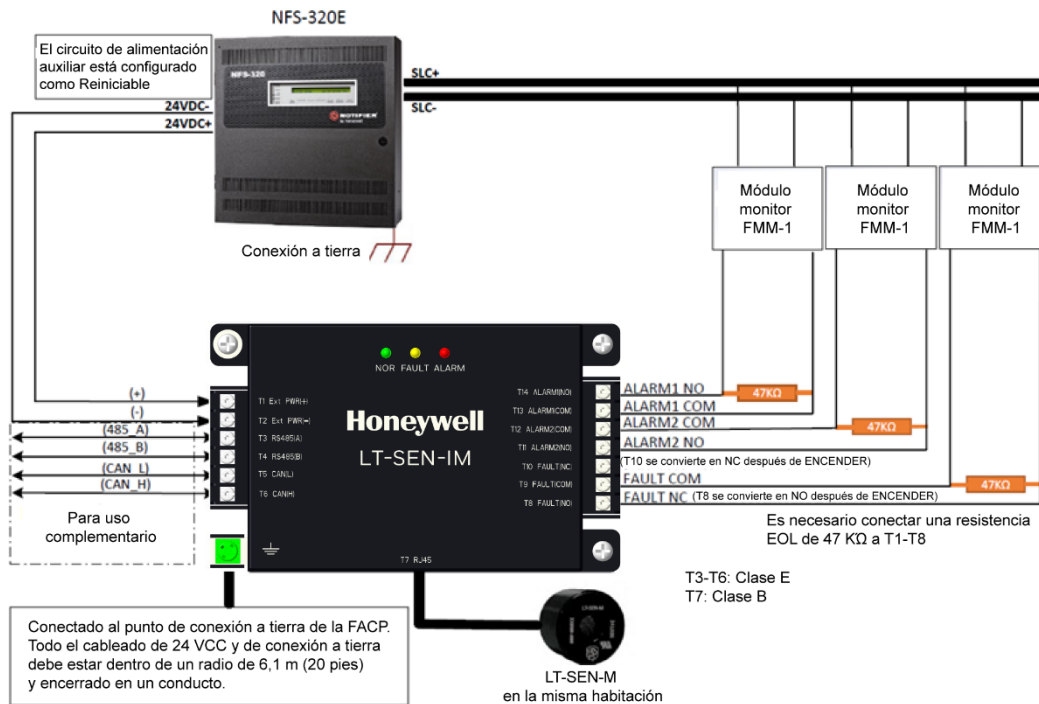 NFS-320E
El circuito de alimentación
auxiliar está configurado
como Reiniciable
NFS-320
NOTIFIER
24VDC-
24VDC+
SLC+
SLC-
Conexión a tierra
Módulo
monitor
FMM-1
Módulo
monitor
FMM-1
Módulo
monitor
FMM-1
NOR FAULT ALARM
Honeywell
LT-SEN-IM
(+)
(-)
(485_A)
(485_B)
(CAN_L)
(CAN_H)
Para uso
complementario
T1 Ext PWR(+)
T2 Ext PWR(-)
T3 RS485(A)
T4 RS485(B)
T5 CAN(L)
T6 CAN(H)
T7 RJ45
T14 ALARM1(NO)
T13 ALARM1(COM)
T12 ALARM2(COM)
T11 ALARM2(NO)
T10 FAULT(NC)
T9 FAULT(COM)
T8 FAULT(NO)
ALARM1 NO
47KΩ
ALARM1 COM
ALARM2 COM
47KΩ
ALARM2 NO
(T10 se convierte en NC después de ENCENDER)
FAULT COM
47KΩ
FAULT NC (T8 se convierte en NO después de ENCENDER)
Es necesario conectar una resistencia
EOL de 47 KΩ a T1-T8
T3-T6: Clase E
T7: Clase B
Conectado al punto de conexión a tierra de la FACP.
Todo el cableado de 24 VCC y de conexión a tierra
debe estar dentro de un radio de 6,1 m (20 pies)
y encerrado en un conducto.
LT-SEN-M
LT-SEN-M
en la misma habitación